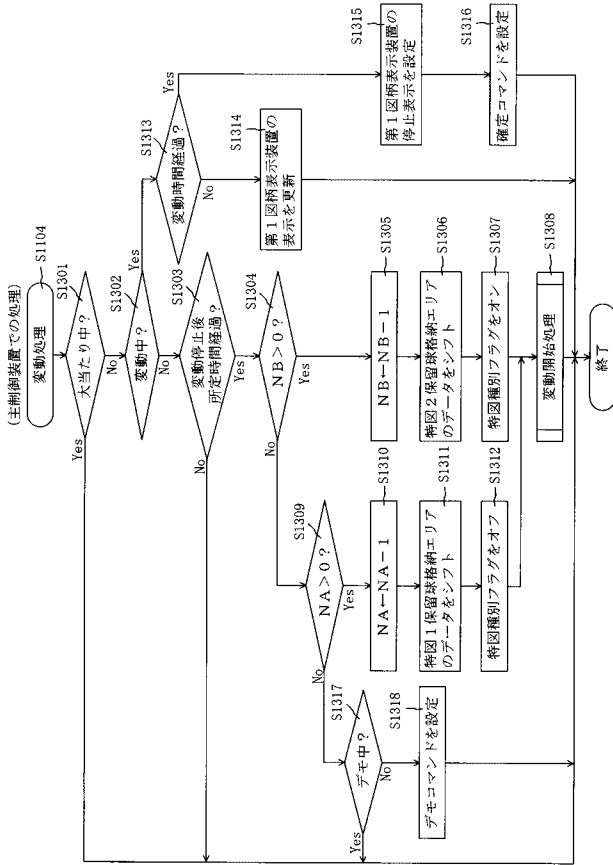 (主制御装置での処理)
変動処理
S1104
大当たり中?
S1301
Yes
No
変動中?
S1302
Yes
No
変動停止後
所定時間経過?
S1303
No
Yes
NB>0?
S1304
No
Yes
NB←NB-1
S1305
特図2保留球格納エリア
のデータをシフト
S1306
特図種別フラグをオン
S1307
変動開始処理
S1308
終了
NA>0?
S1309
No
Yes
NA←NA-1
S1310
特図1保留球格納エリア
のデータをシフト
S1311
特図種別フラグをオフ
S1312
変動時間経過?
S1313
Yes
No
第1図柄表示装置の
表示を更新
S1314
第1図柄表示装置の
停止表示を設定
S1315
確定コマンドを設定
S1316
デモ中?
S1317
Yes
No
デモコマンドを設定
S1318